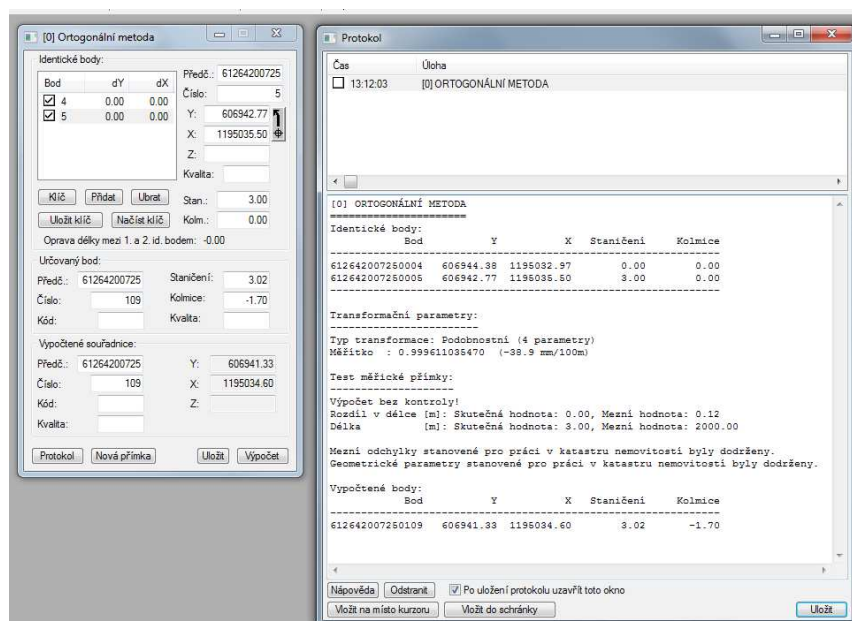 [0] Ortogonální metoda
Identické body:
Bod dY dX
4 0.00 0.00
5 0.00 0.00
Předč.: 61264200725
Číslo: 5
Y: 606942.77
X: 1195035.50
Z:
Kvalita:
Klíč Přidat Ubrat Stan.: 3.00
Uložit klíč Načíst klíč Kolm.: 0.00
Oprava délky mezi 1. a 2. id. bodem: -0.00
Určovaný bod:
Předč.: 61264200725 Staničení: 3.02
Číslo: 109 Kolmice: -1.70
Kód: Kvalita:
Vypočtené souřadnice:
Předč.: 61264200725 Y: 606941.33
Číslo: 109 X: 1195034.60
Kód: Z:
Kvalita:
Protokol Nová přímka Uložit Výpočet
Protokol
Čas Úloha
13:12:03 [0] ORTOGONÁLNÍ METODA
[0] ORTOGONÁLNÍ METODA
======================
Identické body:
Bod Y X Staničení Kolmice
----------------------------------------------------------------
612642007250004 606944.38 1195032.97 0.00 0.00
612642007250005 606942.77 1195035.50 3.00 0.00
----------------------------------------------------------------
Transformační parametry:
------------------------
Typ transformace: Podobnostní (4 parametry)
Měřítko : 0.999611035470 (-38.9 mm/100m)
Test měřické přímky:
--------------------
Výpočet bez kontroly!
Rozdíl v délce [m]: Skutečná hodnota: 0.00, Mezní hodnota: 0.12
Délka [m]: Skutečná hodnota: 3.00, Mezní hodnota: 2000.00
Mezní odchylky stanovené pro práci v katastru nemovitostí byly dodrženy.
Geometrické parametry stanovené pro práci v katastru nemovitostí byly dodrženy.
Vypočtené body:
Bod Y X Staničení Kolmice
----------------------------------------------------------------
612642007250109 606941.33 1195034.60 3.02 -1.70
Nápověda Odstranit Po uložení protokolu uzavřít toto okno
Vložit na místo kurzoru Vložit do schránky Uložit